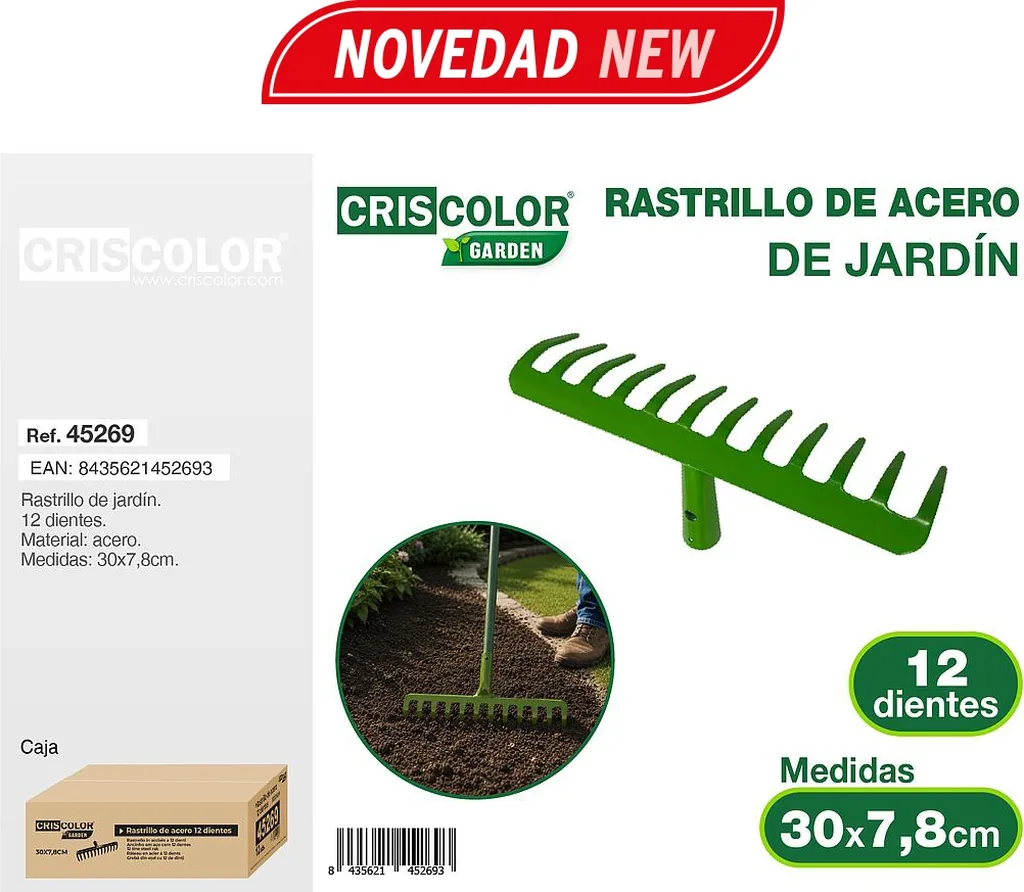 NOVEDAD NEW
CRISCOLOR®
www.criscolor.com
CRISCOLOR®
GARDEN
RASTRILLO DE ACERO
DE JARDÍN
Ref. 45269
EAN: 8435621452693
Rastrillo de jardín.
12 dientes.
Material: acero.
Medidas: 30x7,8cm.
12
dientes
Medidas
30x7,8cm
Caja
CRISCOLOR
GARDEN
Rastrillo de acero 12 dientes
30X7,8CM
45269
8 435621 452693